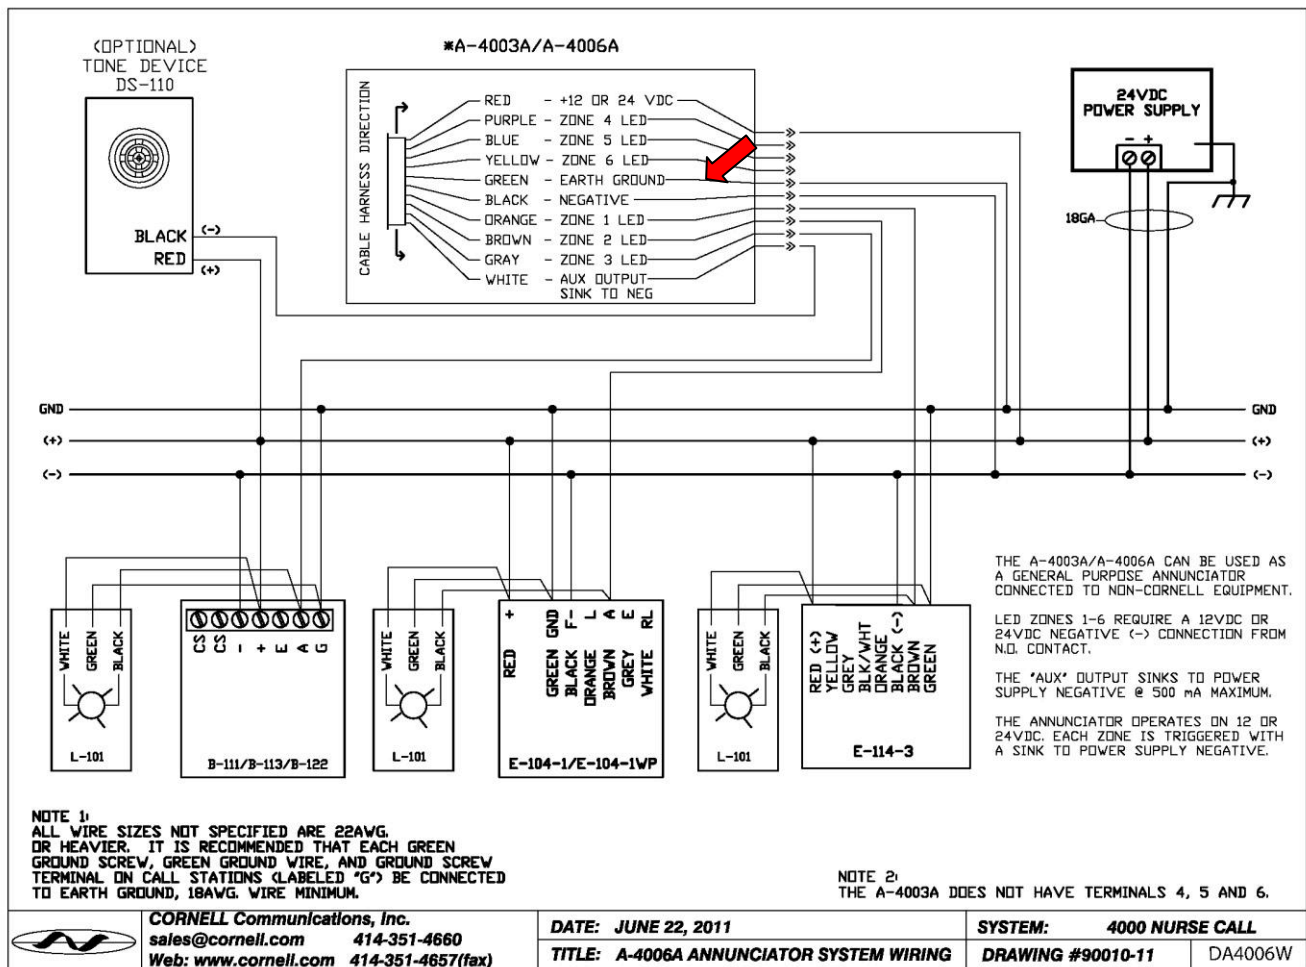 (OPTIONAL)
TONE DEVICE
DS-110
BLACK (-)
RED (+)
*A-4003A/A-4006A
CABLE HARNESS DIRECTION
RED - +12 OR 24 VDC
PURPLE - ZONE 4 LED
BLUE - ZONE 5 LED
YELLOW - ZONE 6 LED
GREEN - EARTH GROUND
BLACK - NEGATIVE
ORANGE - ZONE 1 LED
BROWN - ZONE 2 LED
GRAY - ZONE 3 LED
WHITE - AUX OUTPUT
SINK TO NEG
24VDC
POWER SUPPLY
- +
18GA
GND GND
(+) (+)
(-) (-)
WHITE
GREEN
BLACK
L-101
CS
CS
-
+
E
A
G
B-111/B-113/B-122
WHITE
GREEN
BLACK
L-101
RED +
GREEN GND
BLACK F-
ORANGE L
BROWN A
GREY E
WHITE RL
E-104-1/E-104-1WP
WHITE
GREEN
BLACK
L-101
RED (+)
YELLOW
GREY
BLK/WHT
ORANGE
BLACK (-)
BROWN
GREEN
E-114-3
THE A-4003A/A-4006A CAN BE USED AS
A GENERAL PURPOSE ANNUNCIATOR
CONNECTED TO NON-CORNELL EQUIPMENT.
LED ZONES 1-6 REQUIRE A 12VDC OR
24VDC NEGATIVE (-) CONNECTION FROM
N.O. CONTACT.
THE "AUX" OUTPUT SINKS TO POWER
SUPPLY NEGATIVE @ 500 mA MAXIMUM.
THE ANNUNCIATOR OPERATES ON 12 OR
24VDC. EACH ZONE IS TRIGGERED WITH
A SINK TO POWER SUPPLY NEGATIVE.
NOTE 1:
ALL WIRE SIZES NOT SPECIFIED ARE 22AWG.
OR HEAVIER. IT IS RECOMMENDED THAT EACH GREEN
GROUND SCREW, GREEN GROUND WIRE, AND GROUND SCREW
TERMINAL ON CALL STATIONS (LABELED "G") BE CONNECTED
TO EARTH GROUND, 18AWG. WIRE MINIMUM.
NOTE 2:
THE A-4003A DOES NOT HAVE TERMINALS 4, 5 AND 6.
CORNELL Communications, Inc.
sales@cornell.com 414-351-4660
Web: www.cornell.com 414-351-4657(fax)
DATE: JUNE 22, 2011
TITLE: A-4006A ANNUNCIATOR SYSTEM WIRING
SYSTEM: 4000 NURSE CALL
DRAWING #90010-11 DA4006W